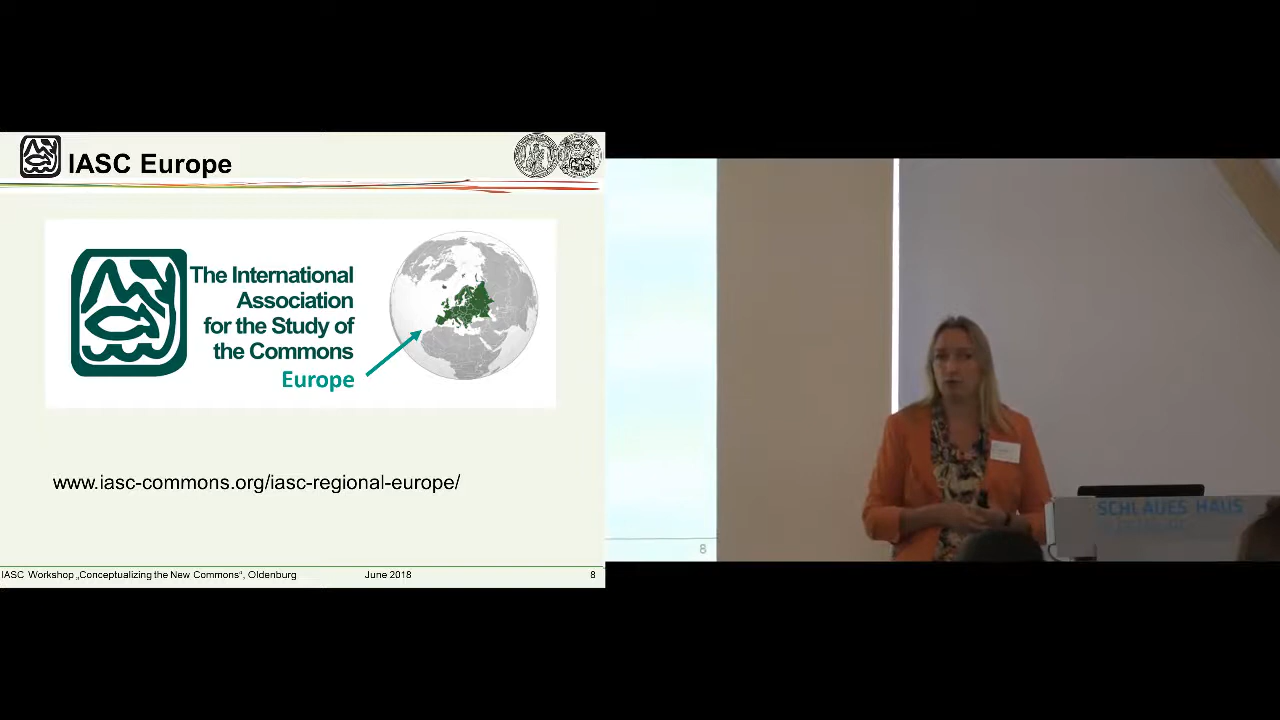 IASC Europe
The International
Association
for the Study of
the Commons
Europe
www.iasc-commons.org/iasc-regional-europe/
IASC Workshop „Conceptualizing the New Commons“, Oldenburg June 2018 8
8
SCHLAUES HAUS